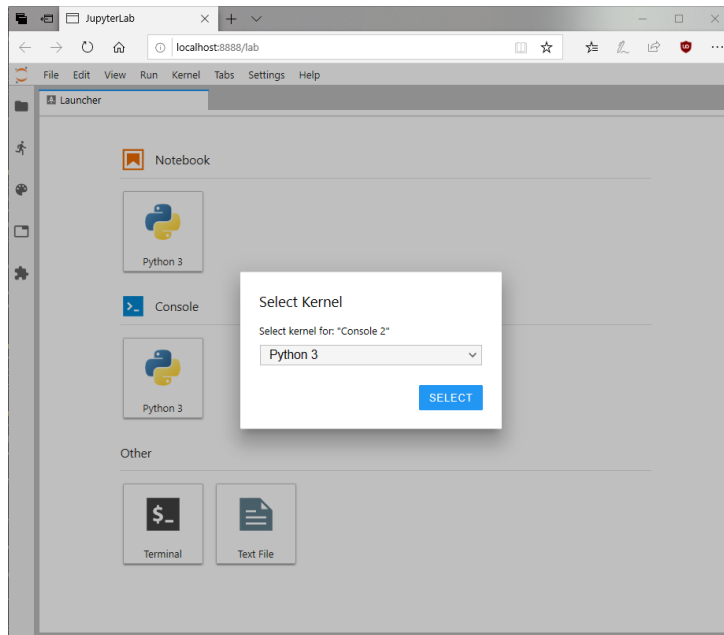 JupyterLab
localhost:8888/lab
File Edit View Run Kernel Tabs Settings Help
Launcher
Notebook
Python 3
Select Kernel
Select kernel for: "Console 2"
Python 3
SELECT
Console
Python 3
Other
$_ 
Terminal
Text File